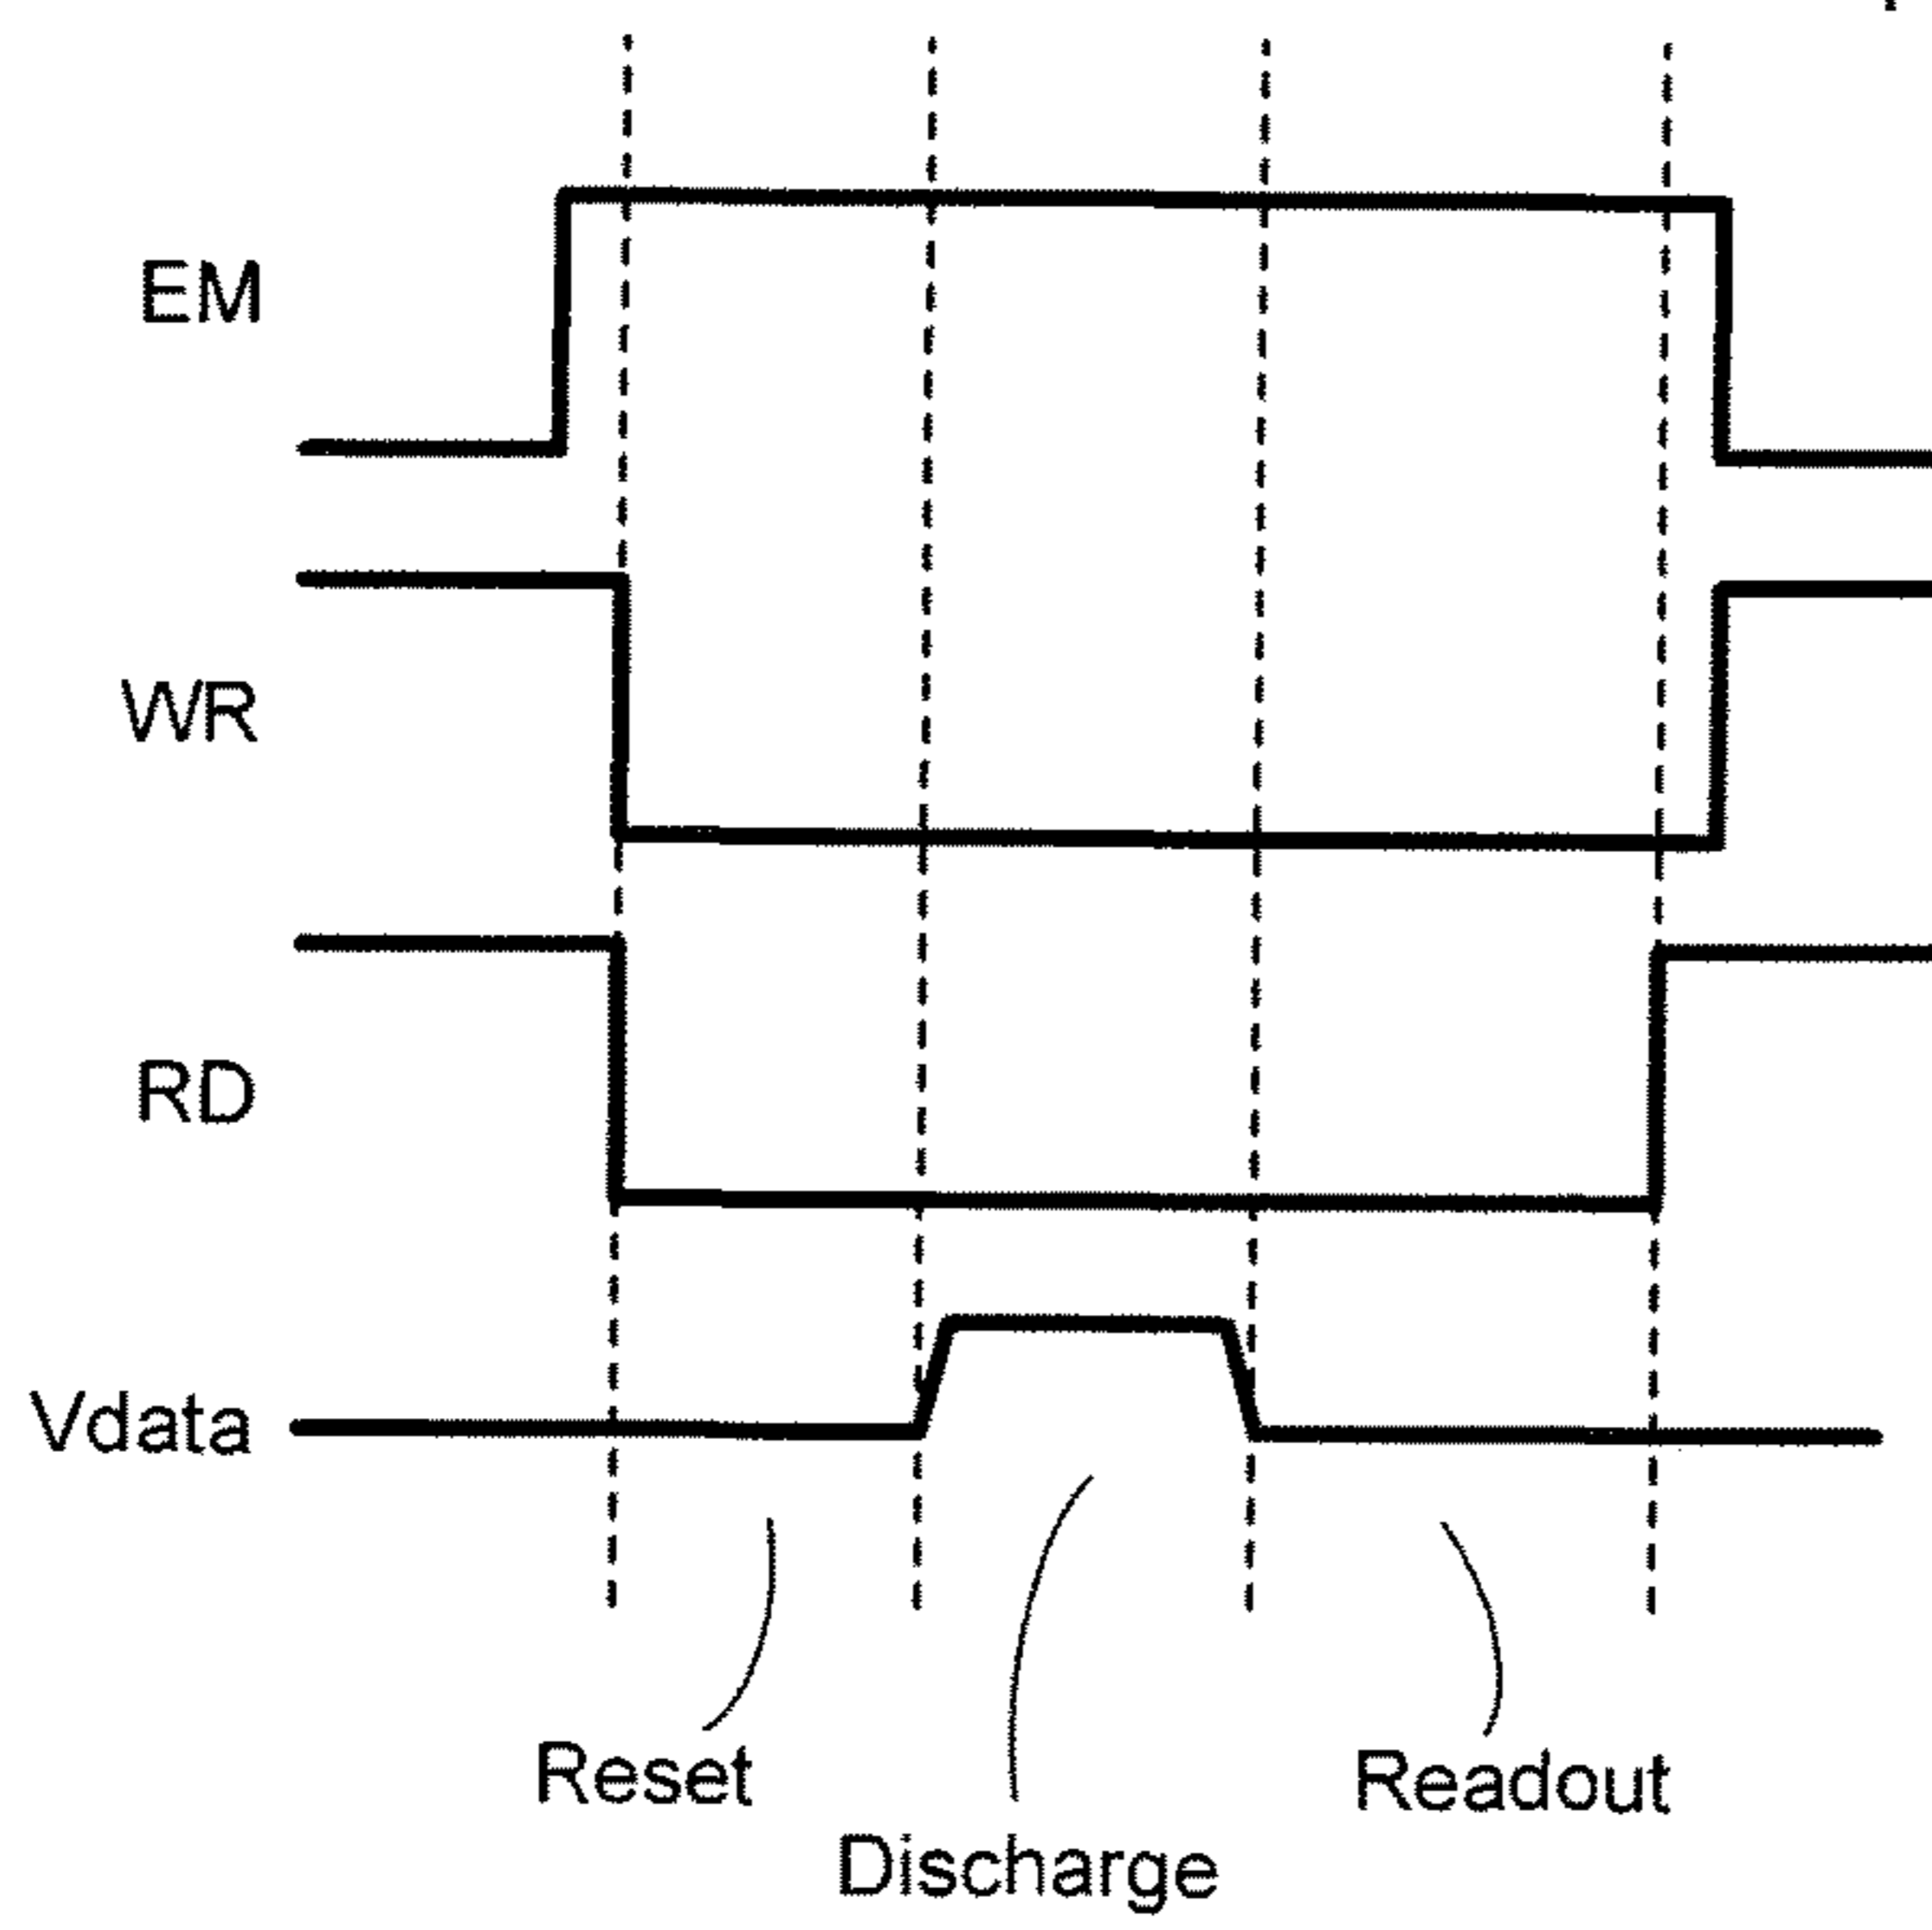 EM
WR
RD
Vdata
Reset
Readout
Discharge